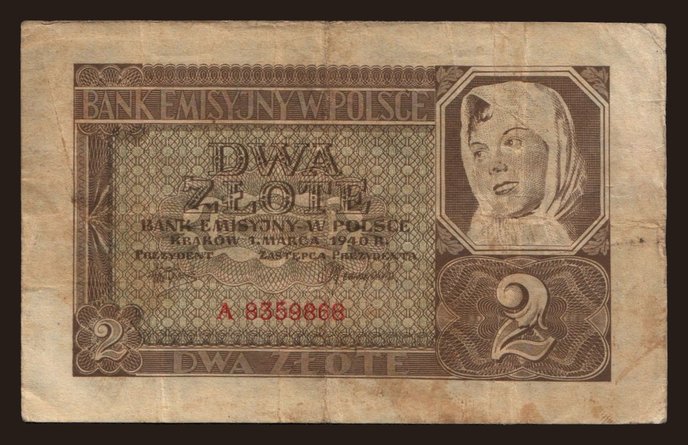 BANK EMISYJNY W POLSCE
DWA
ZŁOTE
BANK EMISYJNY W POLSCE
KRAKÓW 1. MARCA 1940 R.
PREZYDENT ZASTĘPCA PREZYDENTA
A 8359868
2
2
DWA ZŁOTE